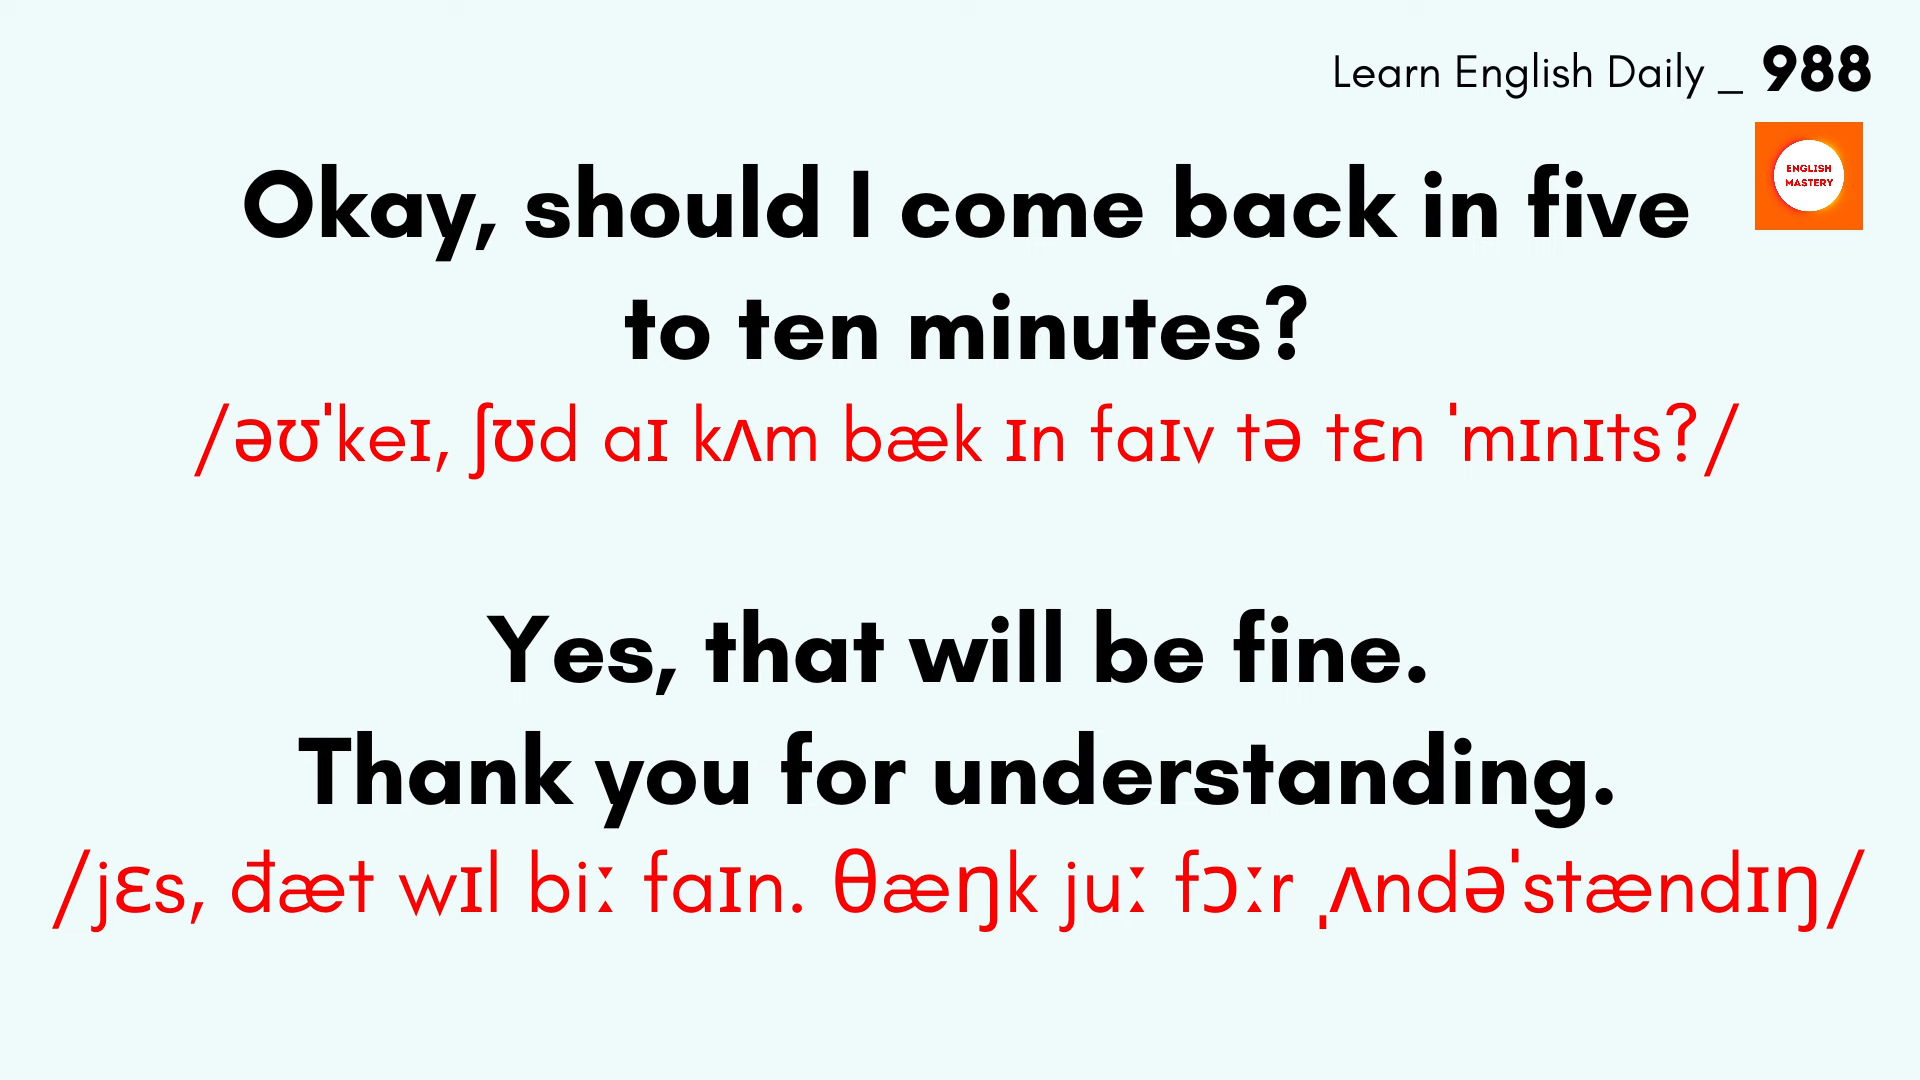 Learn English Daily _ 988
ENGLISH
MASTERY
Okay, should I come back in five
to ten minutes?
/əʊˈkeɪ, ʃʊd aɪ kʌm bæk ɪn faɪv tə tɛn ˈmɪnɪts?/
Yes, that will be fine.
Thank you for understanding.
/jɛs, đæt wɪl biː faɪn. θæŋk juː fɔːr ˌʌndəˈstændɪŋ/